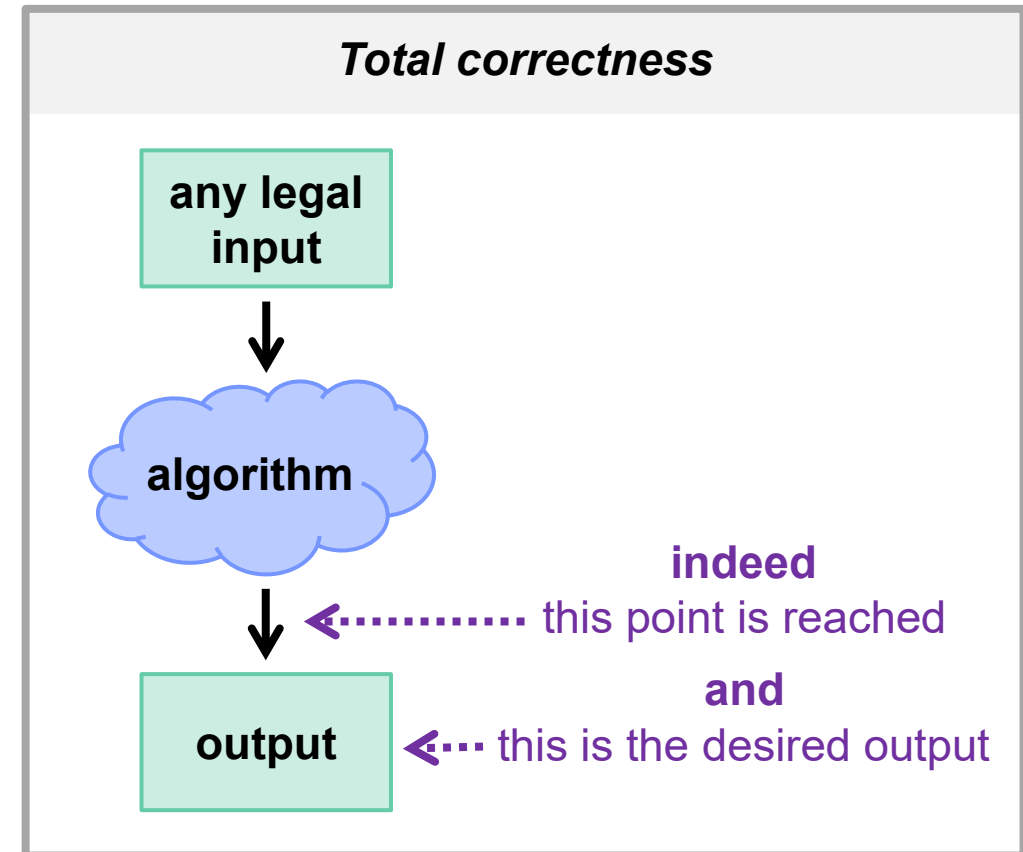 Total correctness
any legal
input
algorithm
indeed
this point is reached
and
this is the desired output
output